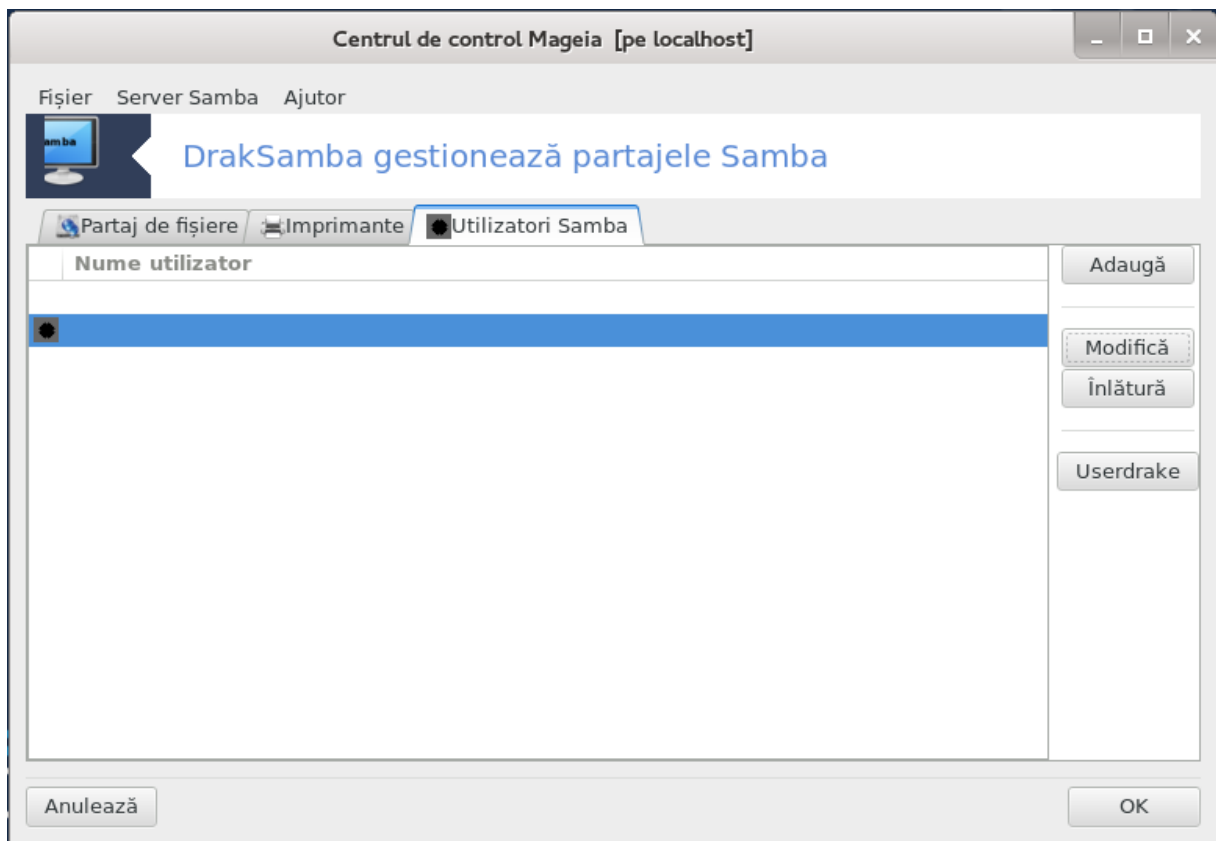 Centrul de control Mageia [pe localhost]
Fișier Server Samba Ajutor
amba
DrakSamba gestionează partajele Samba
Partaj de fișiere Imprimante Utilizatori Samba
Nume utilizator
Adaugă
Modifică
Înlătură
Userdrake
Anulează OK